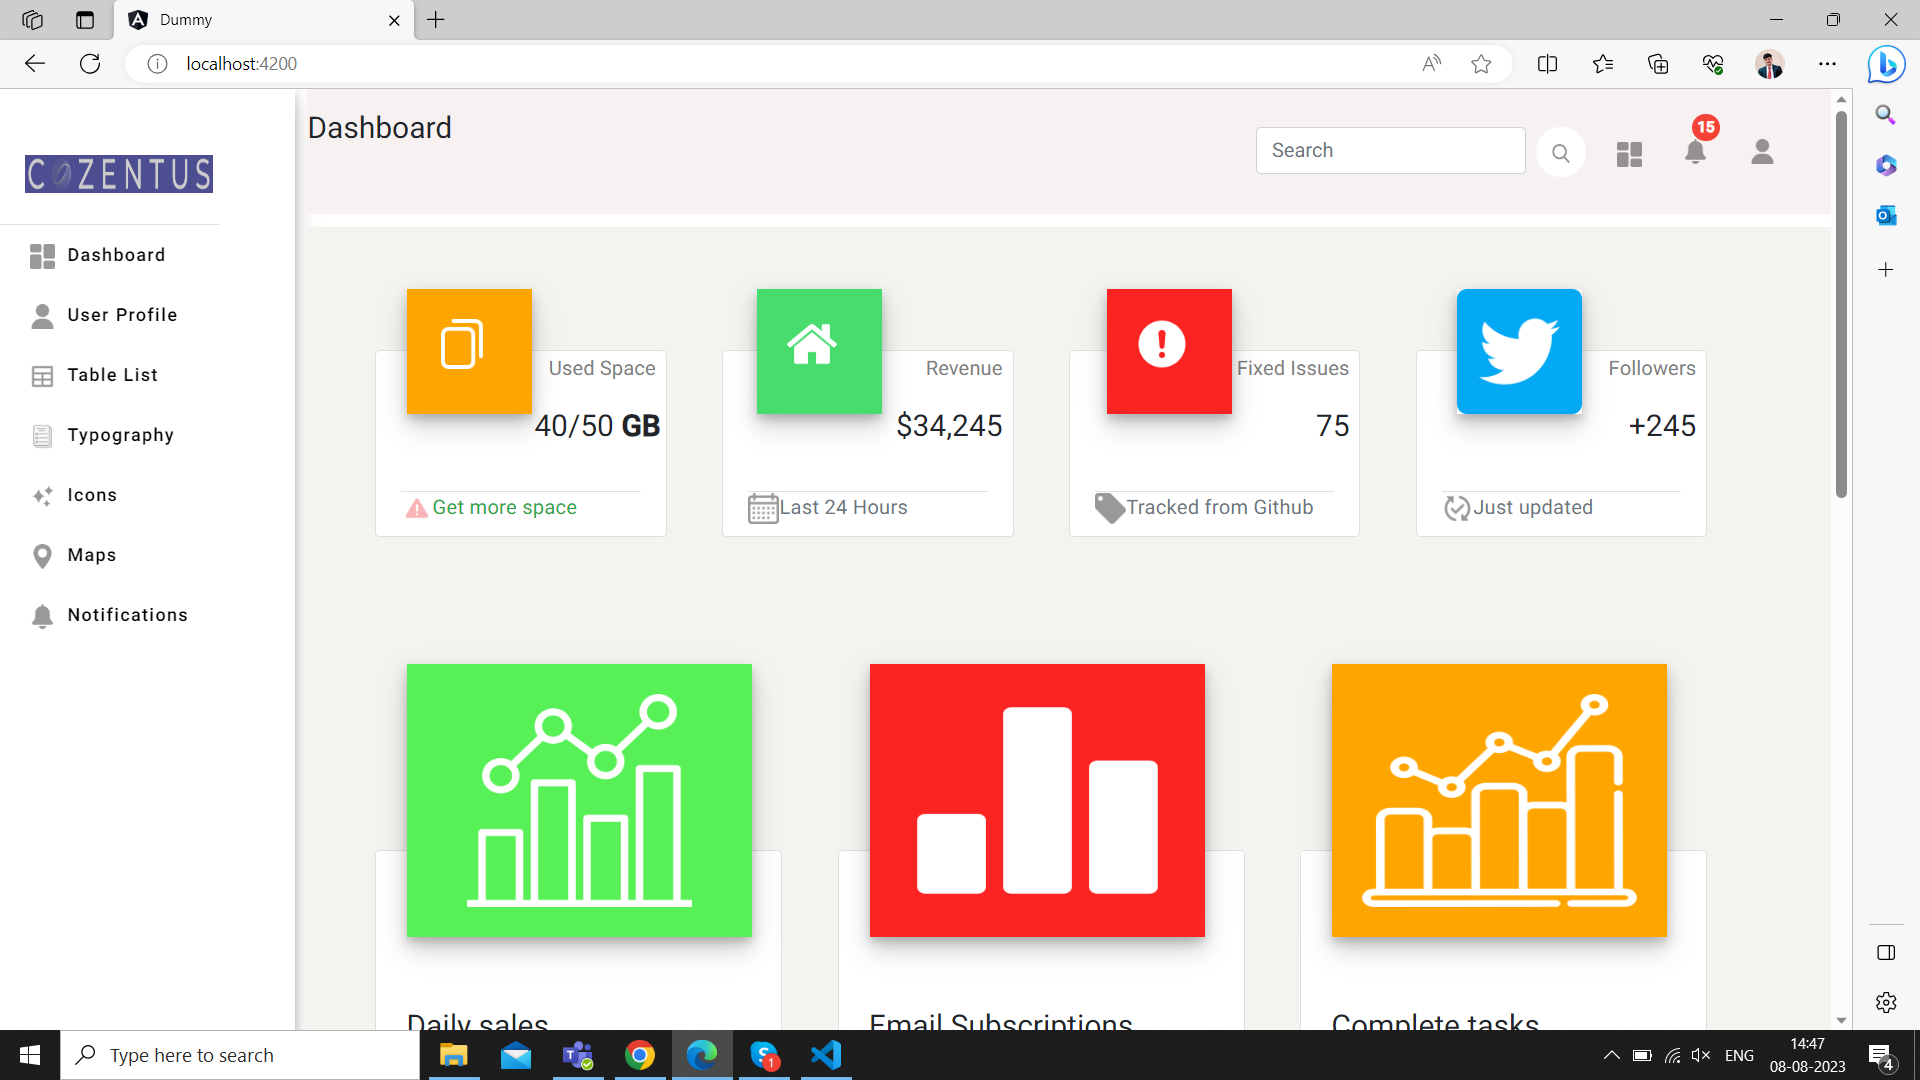 Dummy
localhost:4200
Dashboard
Search
15
COZENTUS
Dashboard
User Profile
Table List
Typography
Icons
Maps
Notifications
Used Space
40/50 GB
Get more space
Revenue
$34,245
Last 24 Hours
Fixed Issues
75
Tracked from Github
Followers
+245
Just updated
Daily sales
Email Subscriptions
Complete tasks
Type here to search
1
ENG
14:47
08-08-2023
4